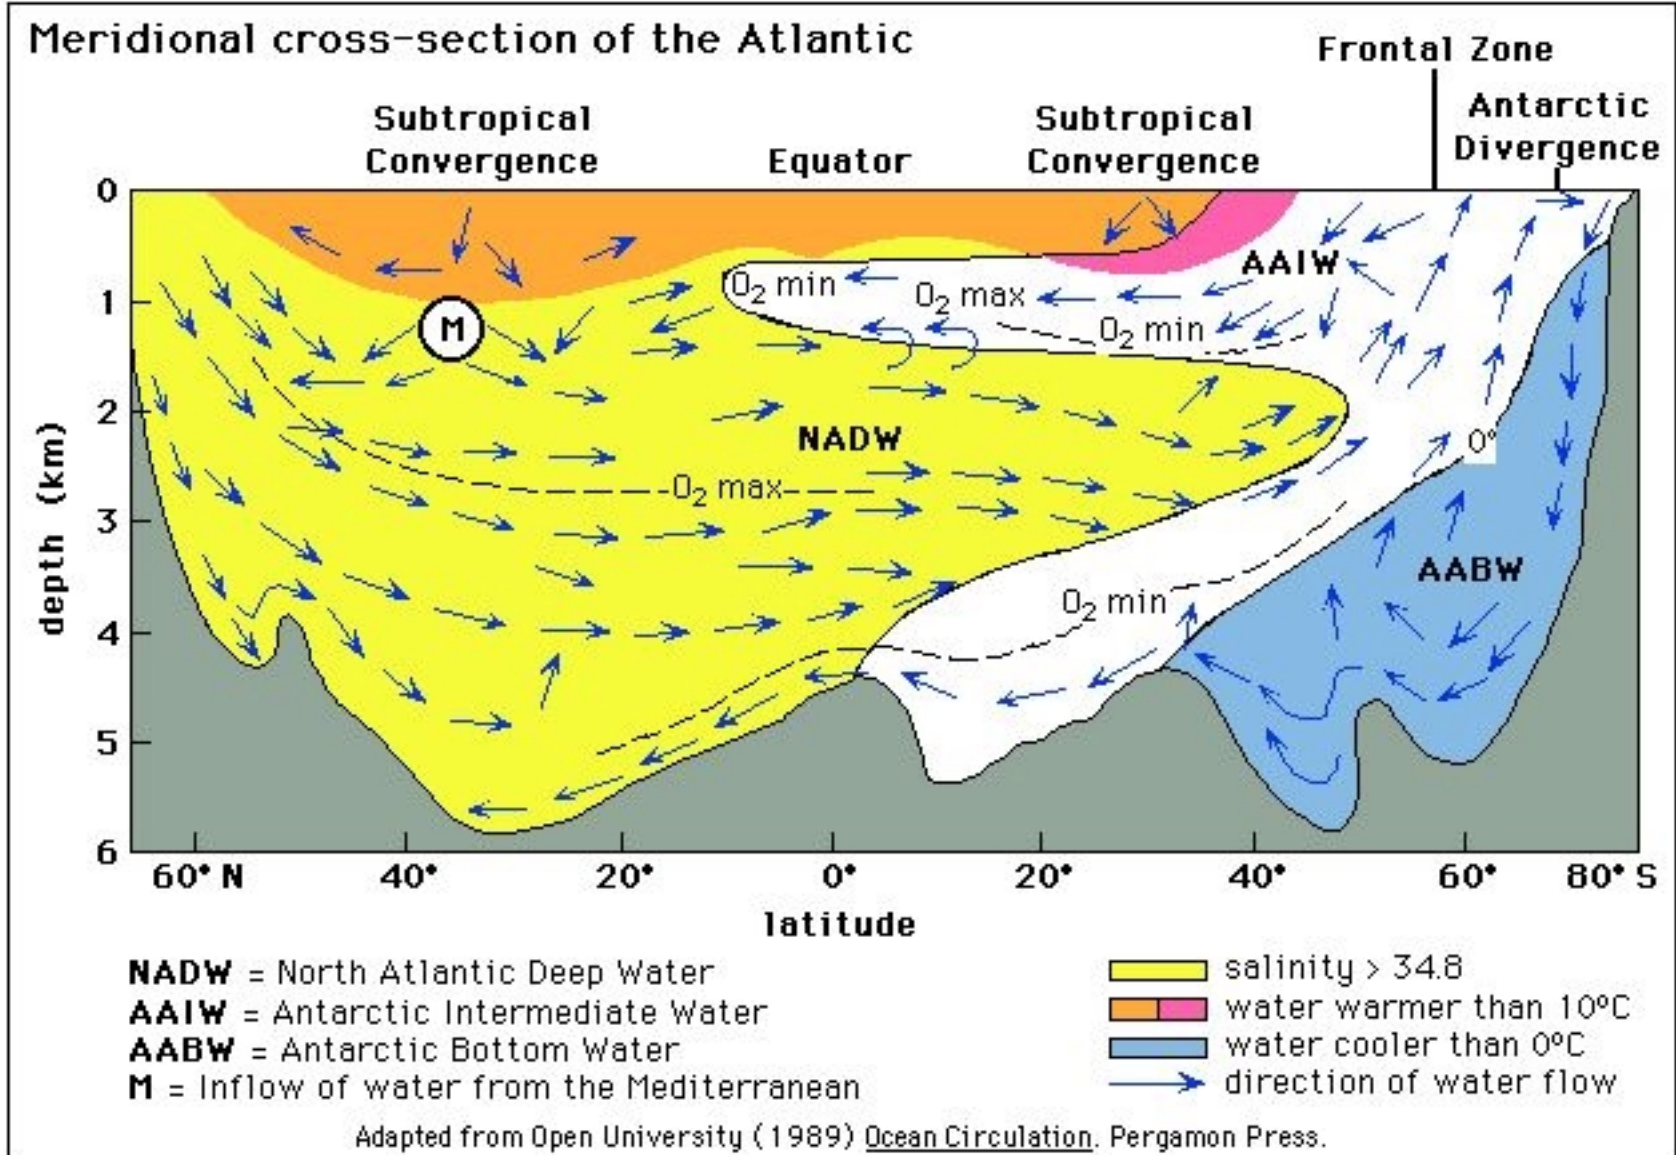 Meridional cross-section of the Atlantic
Frontal Zone
Subtropical
Convergence
Equator
Subtropical
Convergence
Antarctic
Divergence
0
1
2
3
4
5
6
depth (km)
M
O2 min
O2 max
O2 min
AAIW
NADW
O2 max
0°
AABW
O2 min
60° N
40°
20°
0°
20°
40°
60°
80° S
latitude
NADW = North Atlantic Deep Water
AAIW = Antarctic Intermediate Water
AABW = Antarctic Bottom Water
M = Inflow of water from the Mediterranean
salinity > 34.8
water warmer than 10ºC
water cooler than 0ºC
direction of water flow
Adapted from Open University (1989) Ocean Circulation. Pergamon Press.